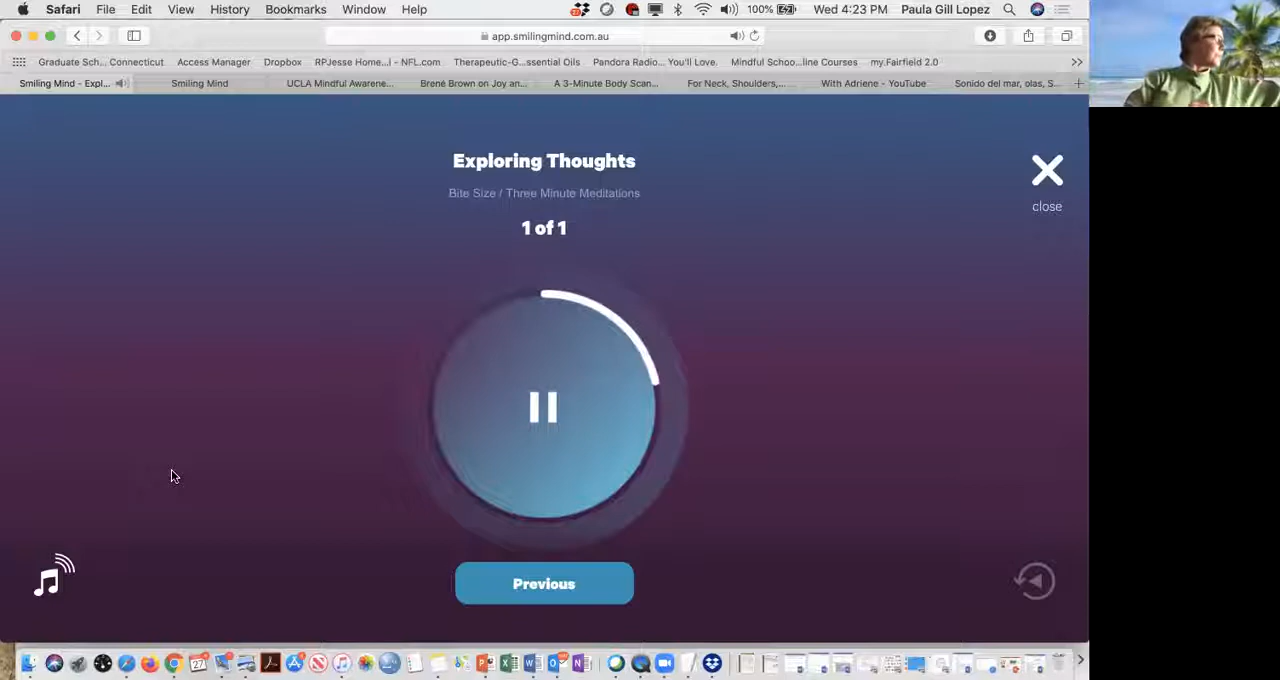 Safari File Edit View History Bookmarks Window Help 100% Wed 4:23 PM Paula Gill Lopez
app.smilingmind.com.au
Graduate Sch... Connecticut Access Manager Dropbox RPJesse Home...l - NFL.com Therapeutic-G...ssential Oils Pandora Radio... You'll Love. Mindful Schoo...line Courses my.Fairfield 2.0
Smiling Mind - Expl... Smiling Mind UCLA Mindful Awarene... Brené Brown on Joy an... A 3-Minute Body Scan... For Neck, Shoulders,... With Adriene - YouTube Sonido del mar, olas, S...
Exploring Thoughts
Bite Size / Three Minute Meditations
1 of 1
close
Previous